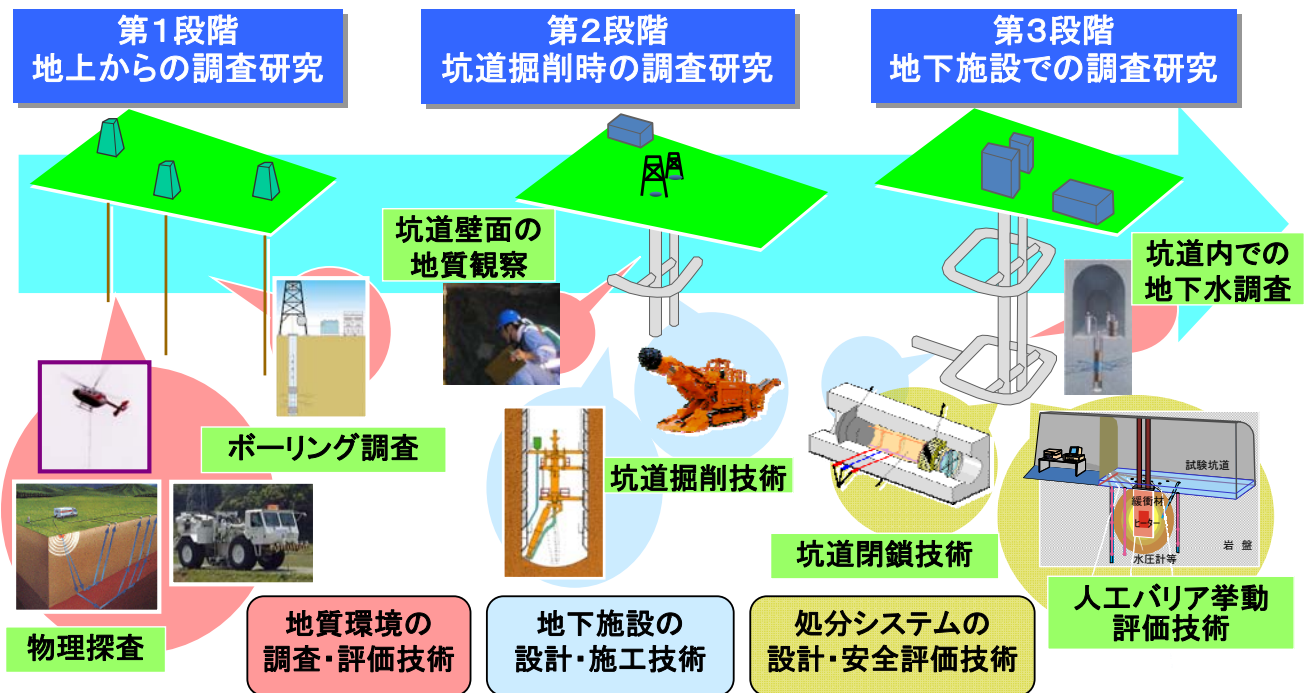 第１段階
地上からの調査研究
第２段階
坑道掘削時の調査研究
第３段階
地下施設での調査研究
坑道壁面の
地質観察
坑道内での
地下水調査
ボーリング調査
坑道掘削技術
試験坑道
緩衝材
ヒーター
岩 盤
水圧計等
坑道閉鎖技術
人工バリア挙動
評価技術
物理探査
地質環境の
調査・評価技術
地下施設の
設計・施工技術
処分システムの
設計・安全評価技術